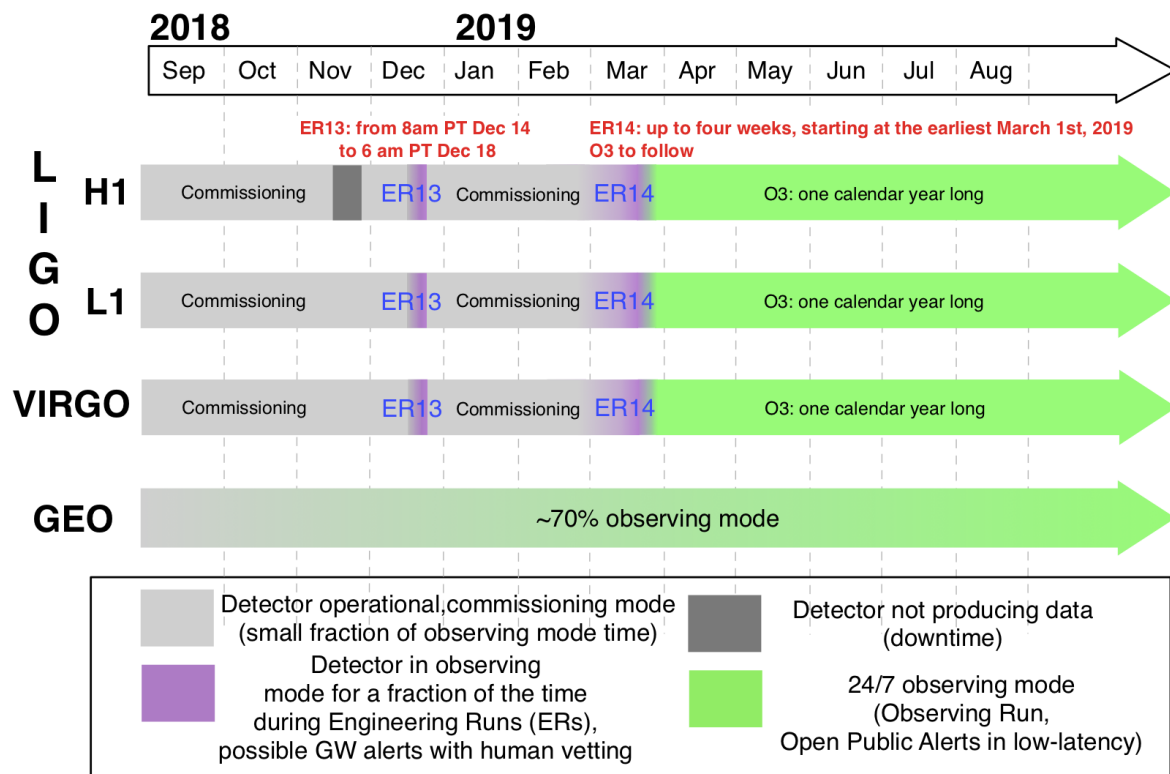 2018 2019
Sep Oct Nov Dec Jan Feb Mar Apr May Jun Jul Aug
ER13: from 8am PT Dec 14
to 6 am PT Dec 18
ER14: up to four weeks, starting at the earliest March 1st, 2019
O3 to follow
LIGO
H1 Commissioning ER13 Commissioning ER14 O3: one calendar year long
L1 Commissioning ER13 Commissioning ER14 O3: one calendar year long
VIRGO Commissioning ER13 Commissioning ER14 O3: one calendar year long
GEO ~70% observing mode
Detector operational,commissioning mode
(small fraction of observing mode time)
Detector not producing data
(downtime)
Detector in observing
mode for a fraction of the time
during Engineering Runs (ERs),
possible GW alerts with human vetting
24/7 observing mode
(Observing Run,
Open Public Alerts in low-latency)